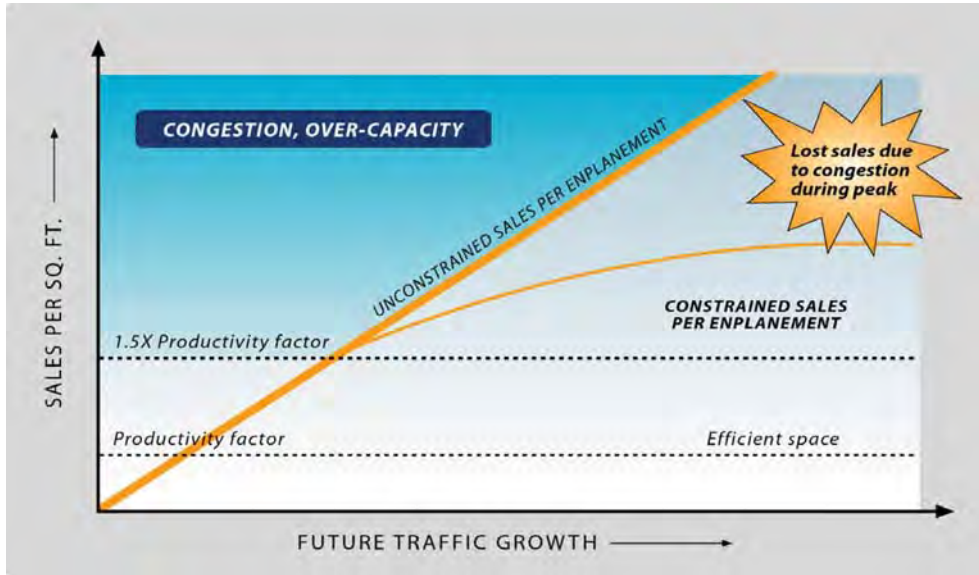 CONGESTION, OVER-CAPACITY
Lost sales due
to congestion
during peak
UNCONSTRAINED SALES PER ENPLANEMENT
CONSTRAINED SALES
PER ENPLANEMENT
1.5X Productivity factor
Productivity factor
Efficient space
SALES PER SQ. FT.
FUTURE TRAFFIC GROWTH